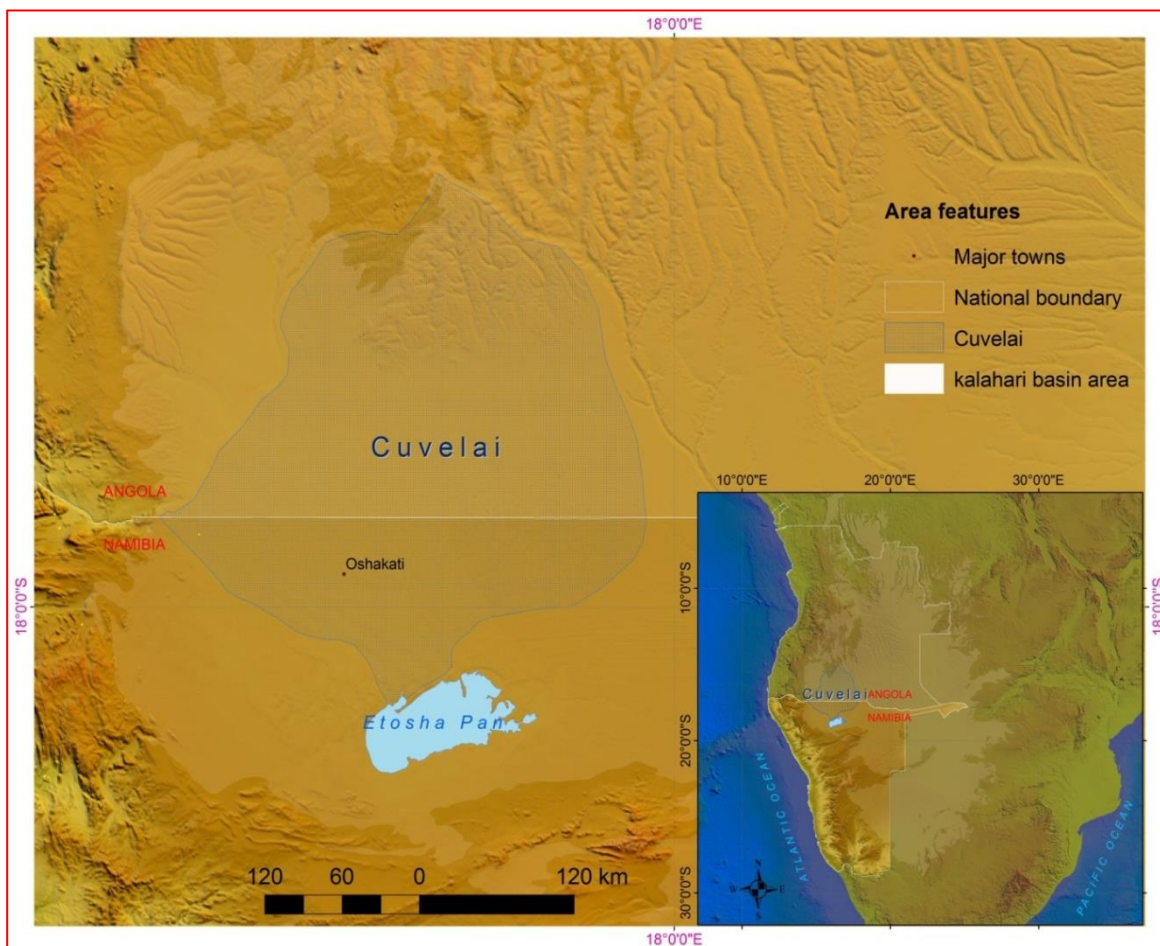 18°0'0"E
Area features
Major towns
National boundary
Cuvelai
kalahari basin area
Cuvelai
ANGOLA
NAMIBIA
Oshakati
18°0'0"S
18°0'0"S
Etosha Pan
120 60 0 120 km
10°0'0"E 20°0'0"E 30°0'0"E
10°0'0"S
20°0'0"S
30°0'0"S
Cuvelai
ANGOLA
NAMIBIA
ATLANTIC OCEAN
PACIFIC OCEAN
N
W E
S
18°0'0"E